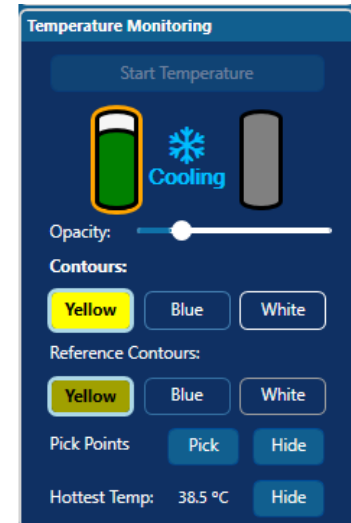 Temperature Monitoring
Start Temperature
Cooling
Opacity:
Contours:
Yellow Blue White
Reference Contours:
Yellow Blue White
Pick Points Pick Hide
Hottest Temp: 38.5 ºC Hide